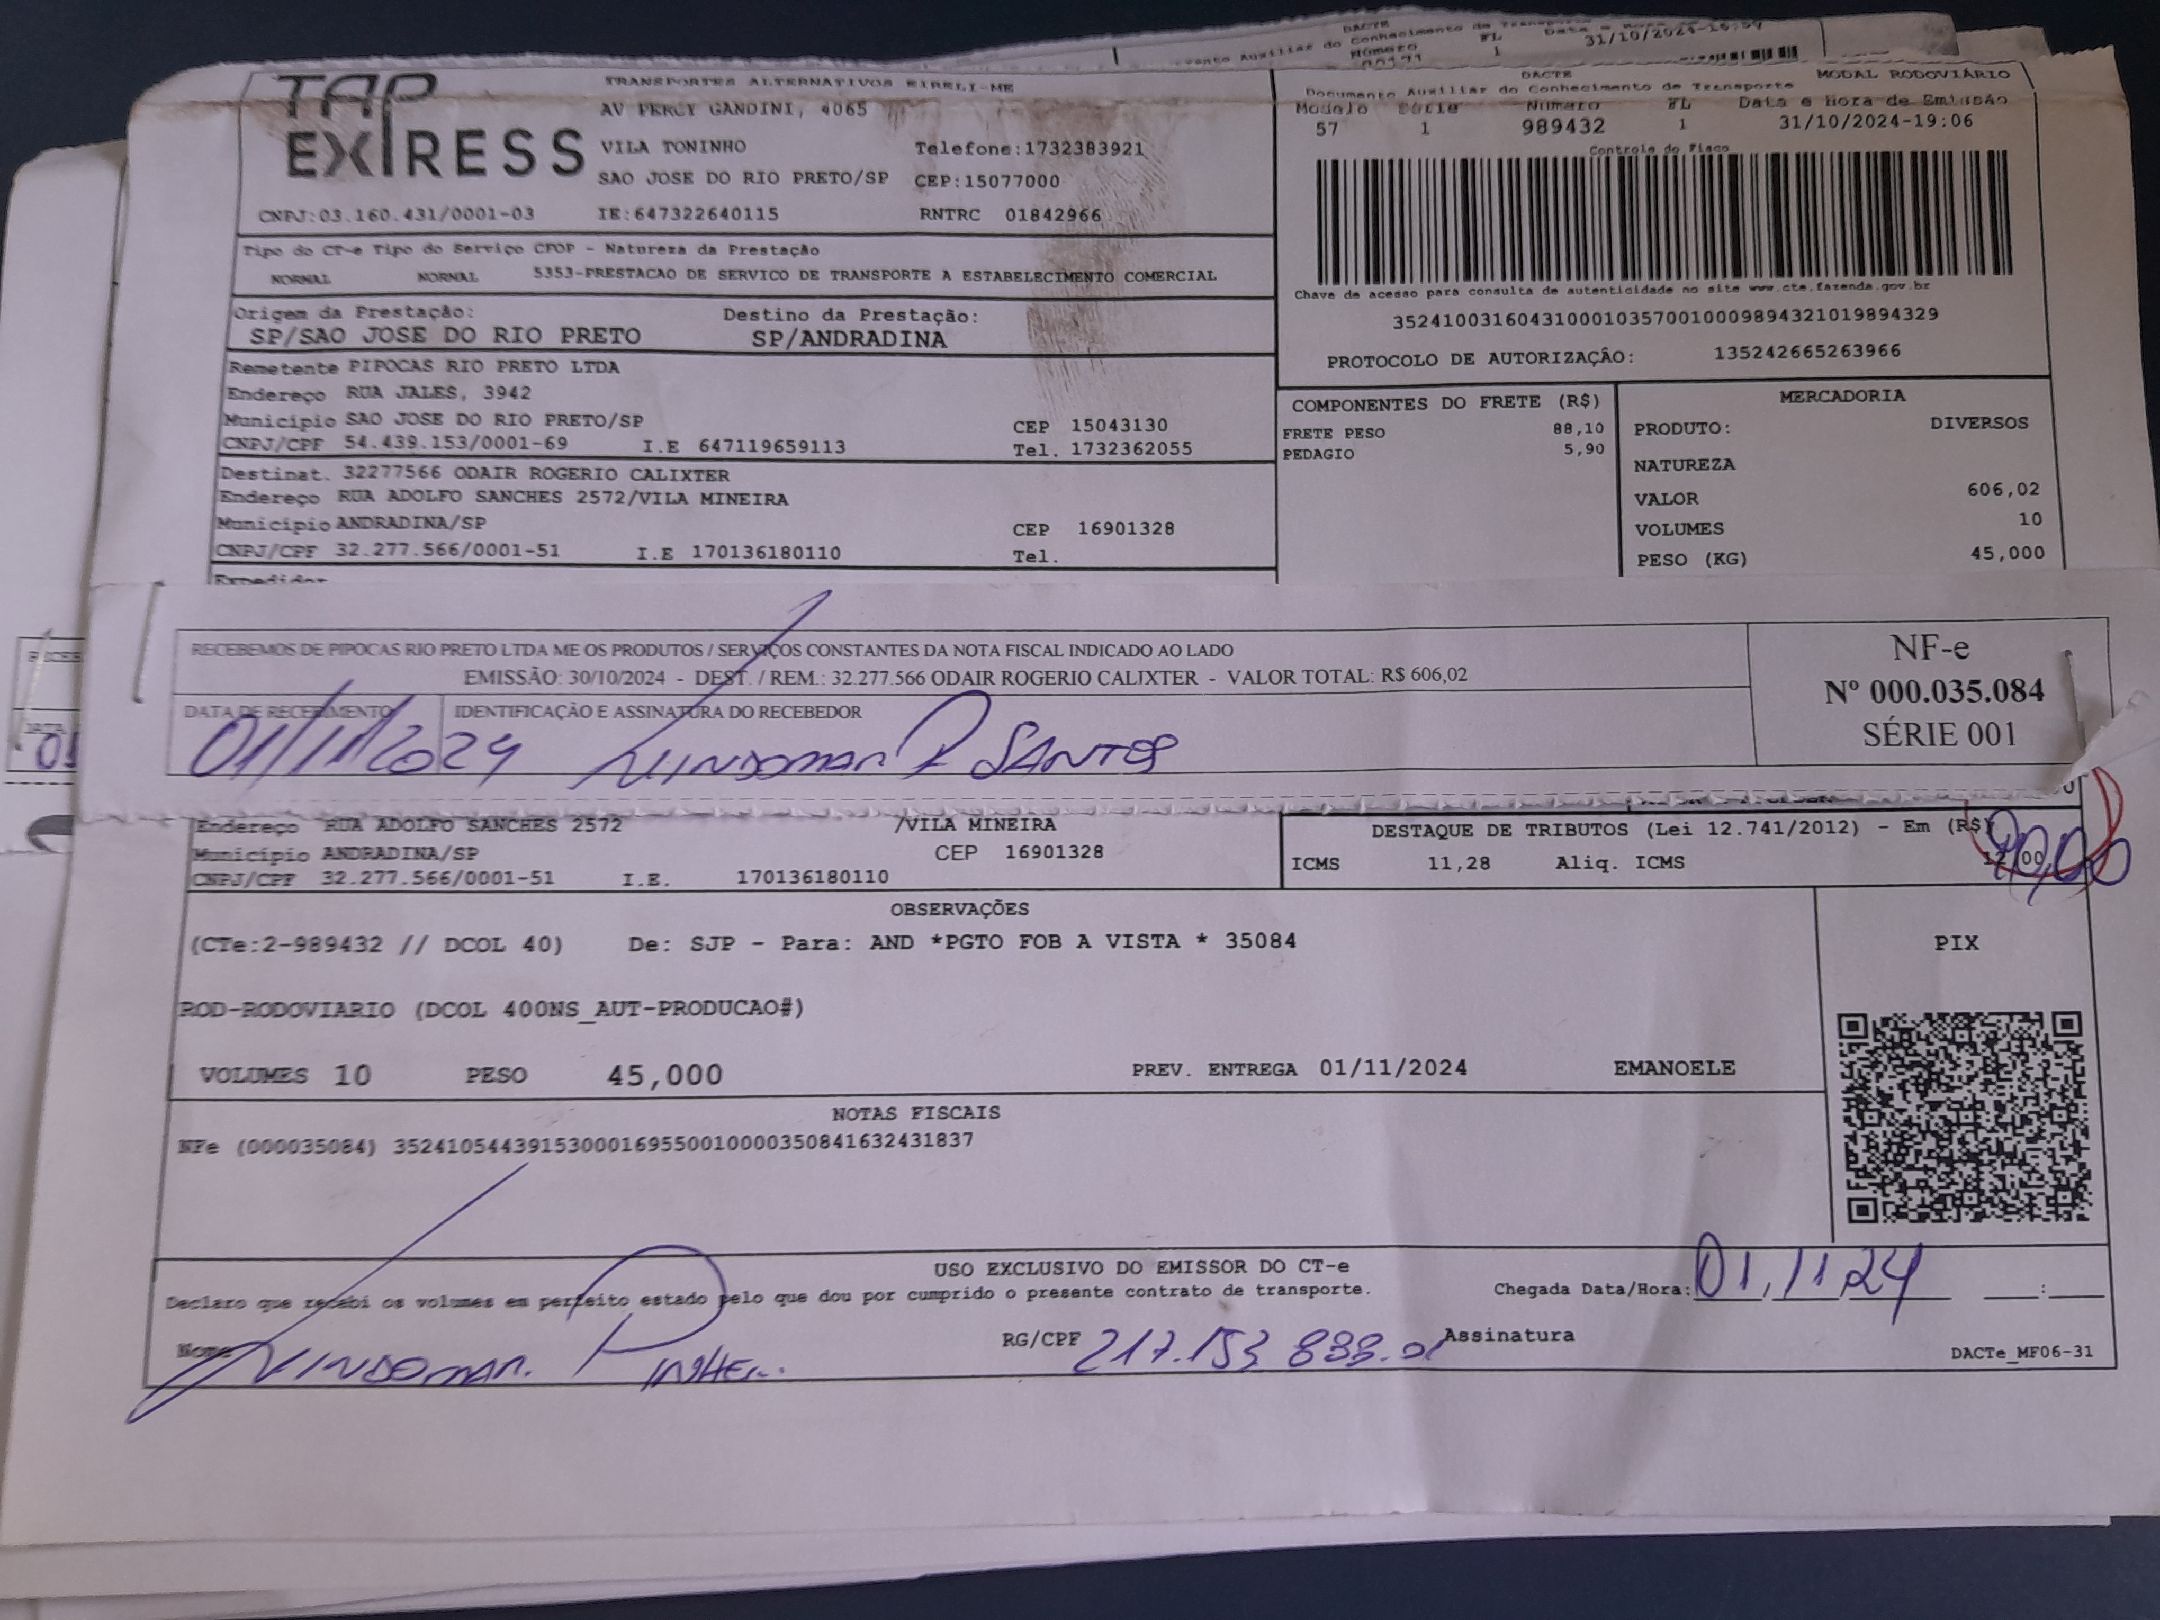 DACTE
31/10/2024-
TAP
EXPRESS
TRANSPORTES ALTERNATIVOS EIRELI-ME
AV PERCY GANDINI, 4065
VILA TONINHO Telefone:1732383921
SAO JOSE DO RIO PRETO/SP CEP:15077000
CNPJ:03.160.431/0001-03 IE:647322640115 RNTRC 01842966
DACTE MODAL RODOVIÁRIO
Documento Auxiliar do Conhecimento de Transporte
Modelo Série Número FL Data e Hora de Emissão
57 1 989432 1 31/10/2024-19:06
Controle do Fisco
Chave de acesso para consulta de autenticidade no site www.cte.fazenda.gov.br
35241003160431000103570010009894321019894329
PROTOCOLO DE AUTORIZAÇÃO: 135242665263966
Tipo do CT-e Tipo do Serviço CFOP - Natureza da Prestação
NORMAL NORMAL 5353-PRESTACAO DE SERVICO DE TRANSPORTE A ESTABELECIMENTO COMERCIAL
Origem da Prestação: Destino da Prestação:
SP/SAO JOSE DO RIO PRETO SP/ANDRADINA
Remetente PIPOCAS RIO PRETO LTDA
Endereço RUA JALES, 3942
Município SAO JOSE DO RIO PRETO/SP CEP 15043130
CNPJ/CPF 54.439.153/0001-69 I.E 647119659113 Tel. 1732362055
Destinat. 32277566 ODAIR ROGERIO CALIXTER
Endereço RUA ADOLFO SANCHES 2572/VILA MINEIRA
Município ANDRADINA/SP CEP 16901328
CNPJ/CPF 32.277.566/0001-51 I.E 170136180110 Tel.
Expedidor
COMPONENTES DO FRETE (R$)
FRETE PESO 88,10
PEDAGIO 5,90
MERCADORIA
PRODUTO: DIVERSOS
NATUREZA
VALOR 606,02
VOLUMES 10
PESO (KG) 45,000
RECEBEMOS DE PIPOCAS RIO PRETO LTDA ME OS PRODUTOS / SERVIÇOS CONSTANTES DA NOTA FISCAL INDICADO AO LADO
EMISSÃO: 30/10/2024 - DEST. / REM.: 32.277.566 ODAIR ROGERIO CALIXTER - VALOR TOTAL: R$ 606,02
DATA DE RECEBIMENTO IDENTIFICAÇÃO E ASSINATURA DO RECEBEDOR
01/11/2024 Lindomar P SANTOS
NF-e
Nº 000.035.084
SÉRIE 001
Endereço RUA ADOLFO SANCHES 2572 /VILA MINEIRA
Município ANDRADINA/SP CEP 16901328
CNPJ/CPF 32.277.566/0001-51 I.E. 170136180110
DESTAQUE DE TRIBUTOS (Lei 12.741/2012) - Em (R$)
ICMS 11,28 Aliq. ICMS 12,00
OBSERVAÇÕES
(CTe:2-989432 // DCOL 40) De: SJP - Para: AND *PGTO FOB A VISTA * 35084
ROD-RODOVIARIO (DCOL 400NS_AUT-PRODUCAO#)
VOLUMES 10 PESO 45,000 PREV. ENTREGA 01/11/2024 EMANOELE
PIX
NOTAS FISCAIS
NFe (000035084) 35241054439153000169550010000350841632431837
USO EXCLUSIVO DO EMISSOR DO CT-e
Declaro que recebi os volumes em perfeito estado pelo que dou por cumprido o presente contrato de transporte. Chegada Data/Hora: 01,11,24 :
Nome Lindomar. RG/CPF 217.153 Assinatura
DACTe_MF06-31